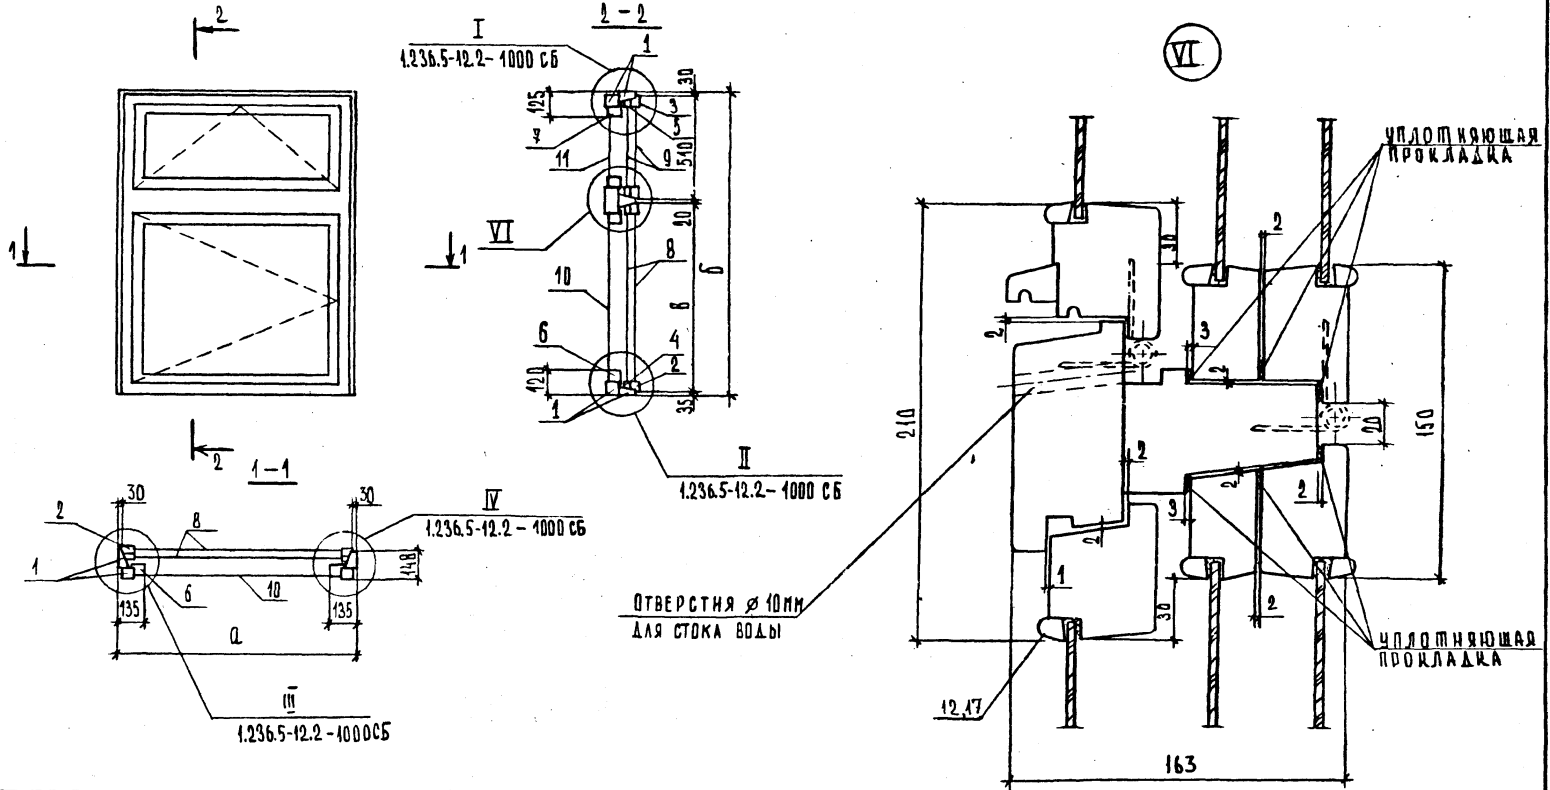 2
1
1
2
2 – 2
I
1.236.5-12.2 – 1000 СБ
1
30
125
3
5
7
11
9
510
VI
20
8
10
б
в
6
4
120
2
1
35
II
1.236.5-12.2 – 1000 СБ
1–1
30
30
2
8
IV
1.236.5-12.2 – 1000 СБ
1
148
135
6
10
135
а
III
1.236.5-12.2 – 1000 СБ
VI
УПЛОТНЯЮЩАЯ
ПРОКЛАДКА
30
2
2
3
2
210
20
150
2
2
2
3
2
1
ОТВЕРСТИЯ ⌀ 10ММ
ДЛЯ СТОКА ВОДЫ
30
2
УПЛОТНЯЮЩАЯ
ПРОКЛАДКА
12,17
163